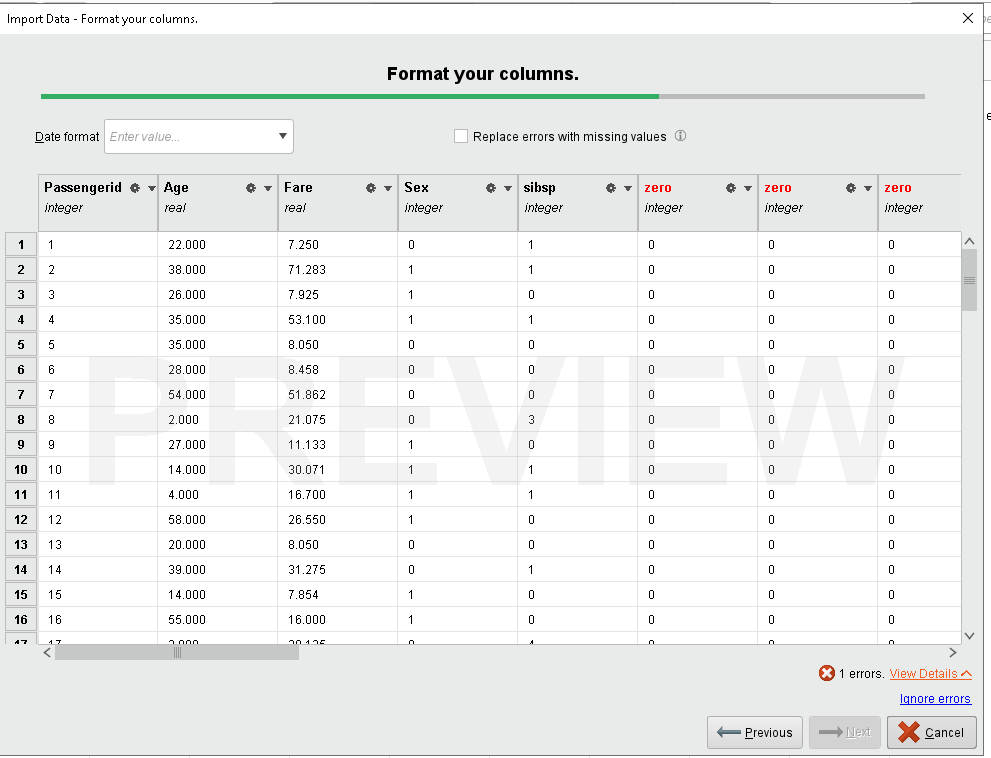 Import Data - Format your columns.
Format your columns.
Date format Enter value... Replace errors with missing values
Passengerid Age Fare Sex sibsp zero zero zero
integer real real integer integer integer integer integer
1 1 22.000 7.250 0 1 0 0 0
2 2 38.000 71.283 1 1 0 0 0
3 3 26.000 7.925 1 0 0 0 0
4 4 35.000 53.100 1 1 0 0 0
5 5 35.000 8.050 0 0 0 0 0
6 6 28.000 8.458 0 0 0 0 0
7 7 54.000 51.862 0 0 0 0 0
8 8 2.000 21.075 0 3 0 0 0
9 9 27.000 11.133 1 0 0 0 0
10 10 14.000 30.071 1 1 0 0 0
11 11 4.000 16.700 1 1 0 0 0
12 12 58.000 26.550 1 0 0 0 0
13 13 20.000 8.050 0 0 0 0 0
14 14 39.000 31.275 0 1 0 0 0
15 15 14.000 7.854 1 0 0 0 0
16 16 55.000 16.000 1 0 0 0 0
PREVIEW
1 errors. View Details
Ignore errors
Previous Next Cancel